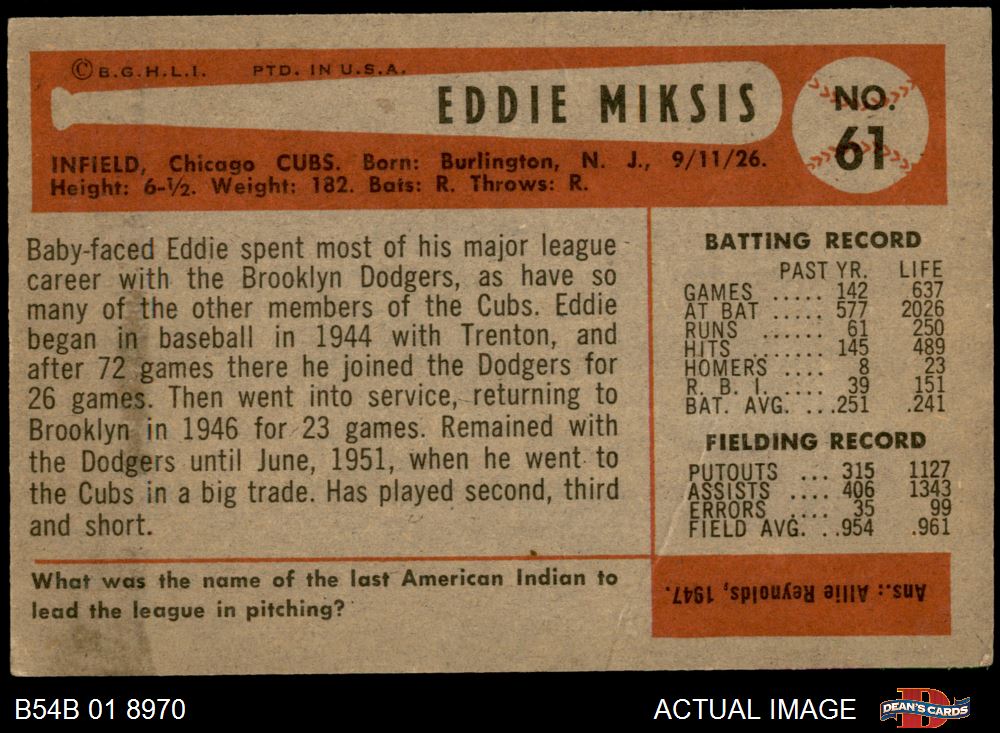 © B.G.H.L.I. PTD. IN U.S.A.
EDDIE MIKSIS
NO.
61
INFIELD, Chicago CUBS. Born: Burlington, N. J., 9/11/26.
Height: 6-½. Weight: 182. Bats: R. Throws: R.
Baby-faced Eddie spent most of his major league
career with the Brooklyn Dodgers, as have so
many of the other members of the Cubs. Eddie
began in baseball in 1944 with Trenton, and
after 72 games there he joined the Dodgers for
26 games. Then went into service, returning to
Brooklyn in 1946 for 23 games. Remained with
the Dodgers until June, 1951, when he went to
the Cubs in a big trade. Has played second, third
and short.
BATTING RECORD
PAST YR. LIFE
GAMES ..... 142 637
AT BAT ..... 577 2026
RUNS ...... 61 250
HITS ...... 145 489
HOMERS .... 8 23
R. B. I. .... 39 151
BAT. AVG. ...251 .241
FIELDING RECORD
PUTOUTS ... 315 1127
ASSISTS .... 406 1343
ERRORS .... 35 99
FIELD AVG. ..954 .961
What was the name of the last American Indian to
lead the league in pitching?
Ans.: Allie Reynolds, 1947.
B54B 01 8970
ACTUAL IMAGE
D
DEAN'S CARDS